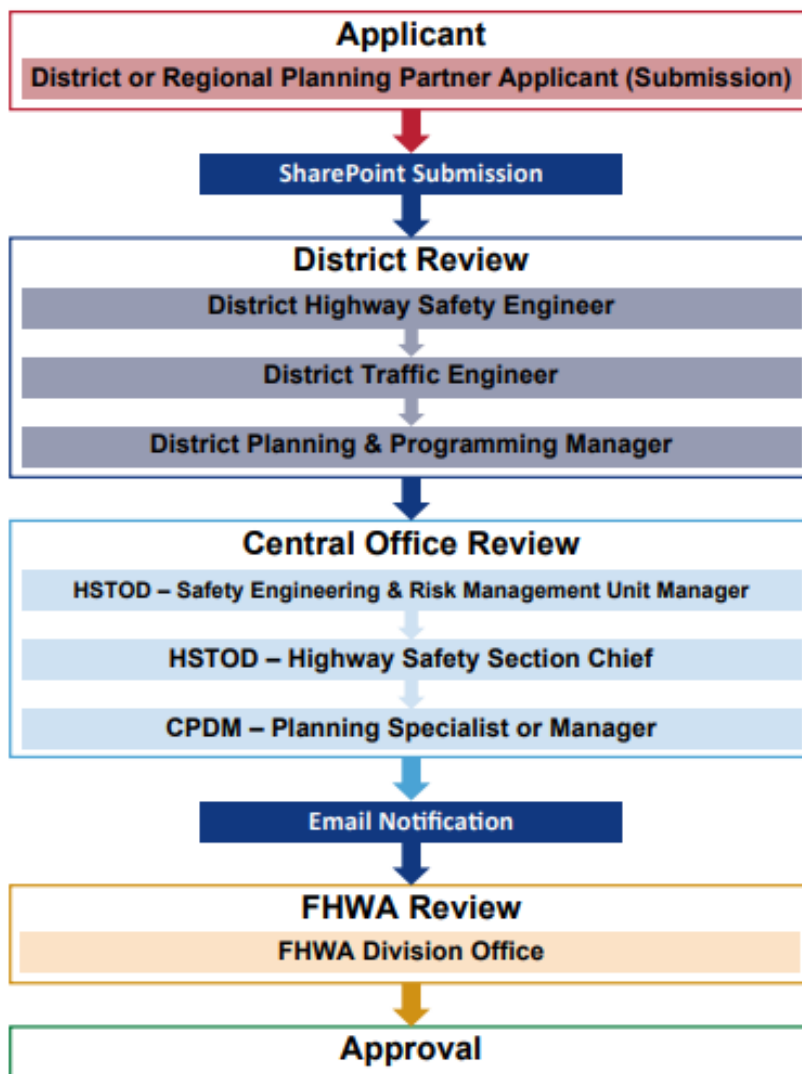 Applicant
District or Regional Planning Partner Applicant (Submission)
SharePoint Submission
District Review
District Highway Safety Engineer
District Traffic Engineer
District Planning & Programming Manager
Central Office Review
HSTOD – Safety Engineering & Risk Management Unit Manager
HSTOD – Highway Safety Section Chief
CPDM – Planning Specialist or Manager
Email Notification
FHWA Review
FHWA Division Office
Approval